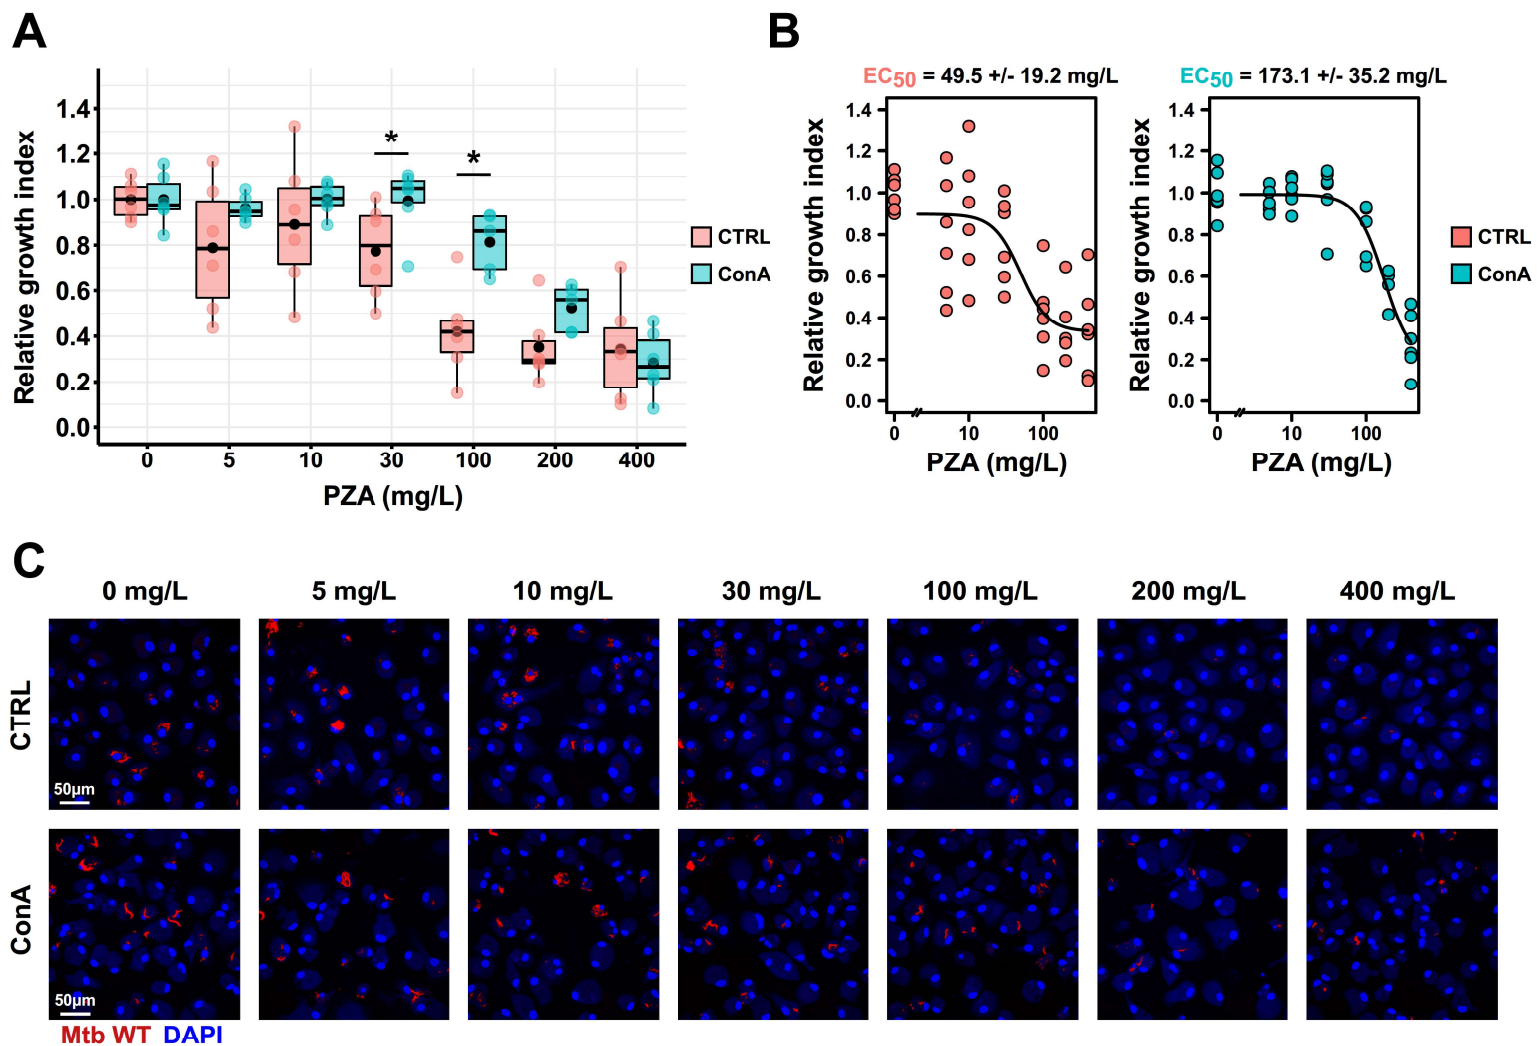 A
Relative growth index
1.4
1.2
1.0
0.8
0.6
0.4
0.2
0.0
*
*
0 5 10 30 100 200 400
PZA (mg/L)
CTRL
ConA
B
EC50 = 49.5 +/- 19.2 mg/L
Relative growth index
1.4
1.2
1.0
0.8
0.6
0.4
0.2
0.0
0 10 100
PZA (mg/L)
EC50 = 173.1 +/- 35.2 mg/L
Relative growth index
1.4
1.2
1.0
0.8
0.6
0.4
0.2
0.0
0 10 100
PZA (mg/L)
CTRL
ConA
C
0 mg/L 5 mg/L 10 mg/L 30 mg/L 100 mg/L 200 mg/L 400 mg/L
CTRL
50µm
ConA
50µm
Mtb WT DAPI